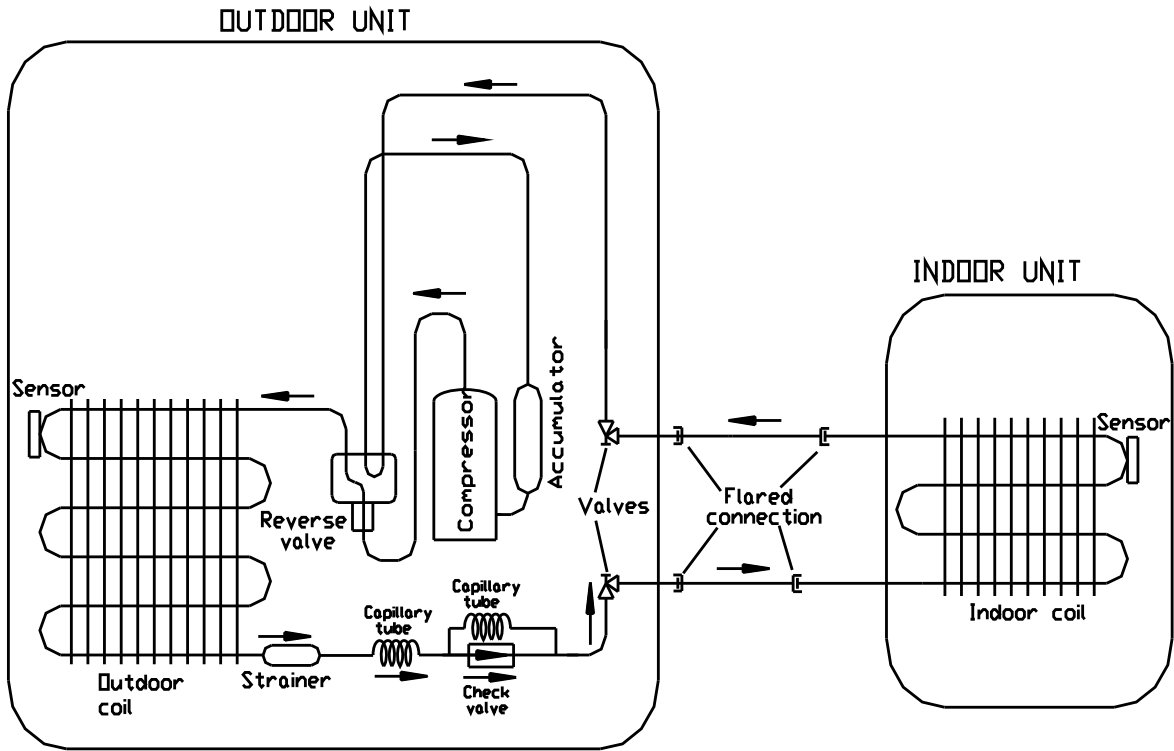 OUTDOOR UNIT
INDOOR UNIT
Sensor
Compressor
Accumulator
Sensor
Reverse
valve
Valves
Flared
connection
Capillary
tube
Capillary
tube
Indoor coil
Outdoor
coil
Strainer
Check
valve